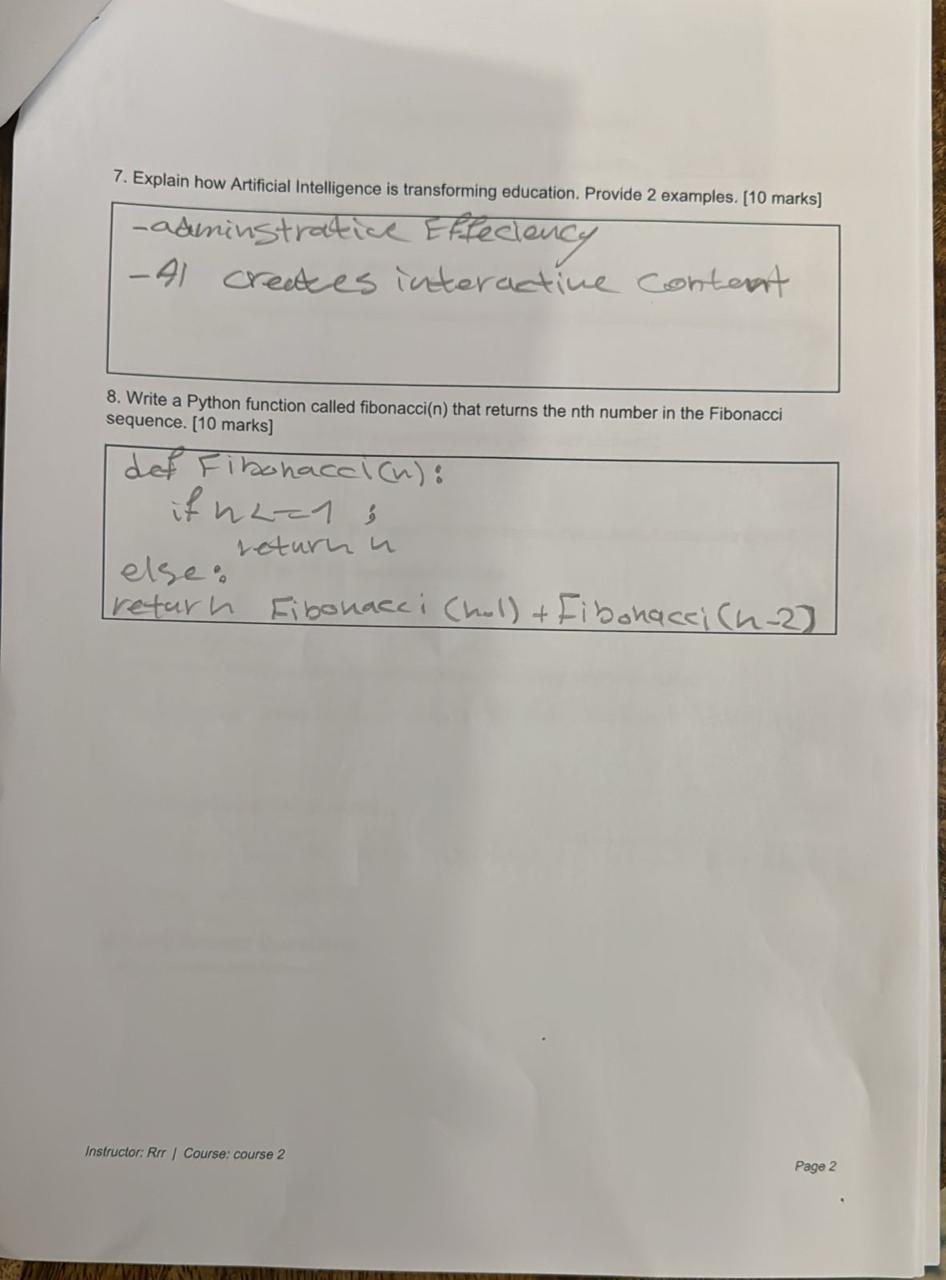 7. Explain how Artificial Intelligence is transforming education. Provide 2 examples. [10 marks]
-adminstrative Effeciency
-AI creates interactive Content
8. Write a Python function called fibonacci(n) that returns the nth number in the Fibonacci
sequence. [10 marks]
def Fibonacci(n):
if n <= 1 ;
return n
else:
return Fibonacci (n-1) + Fibonacci (n-2)
Instructor: Rrr | Course: course 2
Page 2